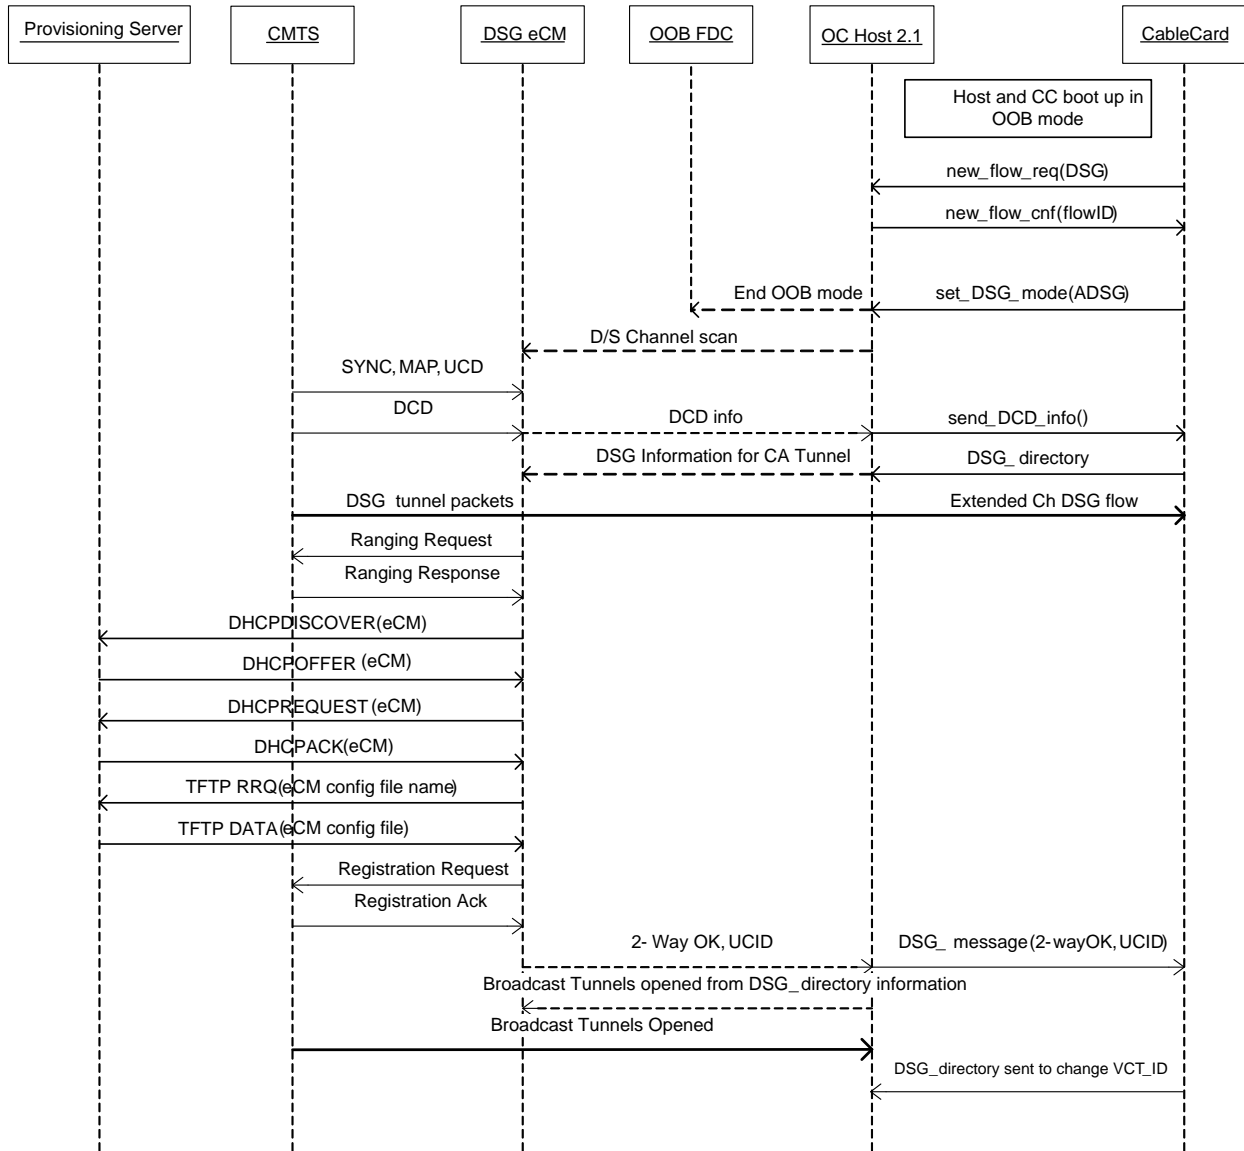 Provisioning Server
CMTS
DSG eCM
OOB FDC
OC Host 2.1
CableCard
Host and CC boot up in
OOB mode
new_flow_req(DSG)
new_flow_cnf(flowID)
End OOB mode
set_DSG_mode(ADSG)
D/S Channel scan
SYNC, MAP, UCD
DCD
DCD info
send_DCD_info()
DSG Information for CA Tunnel
DSG_ directory
DSG tunnel packets
Extended Ch DSG flow
Ranging Request
Ranging Response
DHCPDISCOVER(eCM)
DHCPOFFER (eCM)
DHCPREQUEST (eCM)
DHCPACK(eCM)
TFTP RRQ(eCM config file name)
TFTP DATA(eCM config file)
Registration Request
Registration Ack
2- Way OK, UCID
DSG_ message(2-wayOK, UCID)
Broadcast Tunnels opened from DSG_directory information
Broadcast Tunnels Opened
DSG_directory sent to change VCT_ID